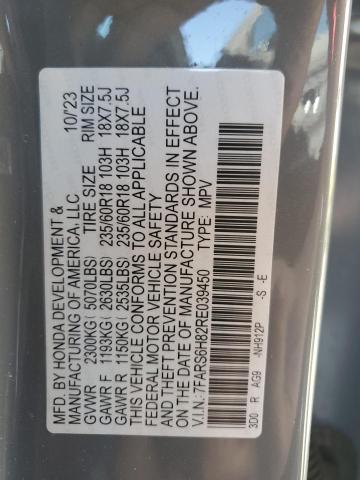 MFD. BY HONDA DEVELOPMENT & 10/23
MANUFACTURING OF AMERICA, LLC
GVWR 2300KG( 5070LBS) TIRE SIZE RIM SIZE
GAWR F 1193KG( 2630LBS) 235/60R18 103H 18X7.5J
GAWR R 1150KG( 2535LBS) 235/60R18 103H 18X7.5J
THIS VEHICLE CONFORMS TO ALL APPLICABLE
FEDERAL MOTOR VEHICLE SAFETY
AND THEFT PREVENTION STANDARDS IN EFFECT
ON THE DATE OF MANUFACTURE SHOWN ABOVE.
V.I.N.: 7FARS6H82RE039450 TYPE: MPV
3D0 R AG9 -NH912P -S -E